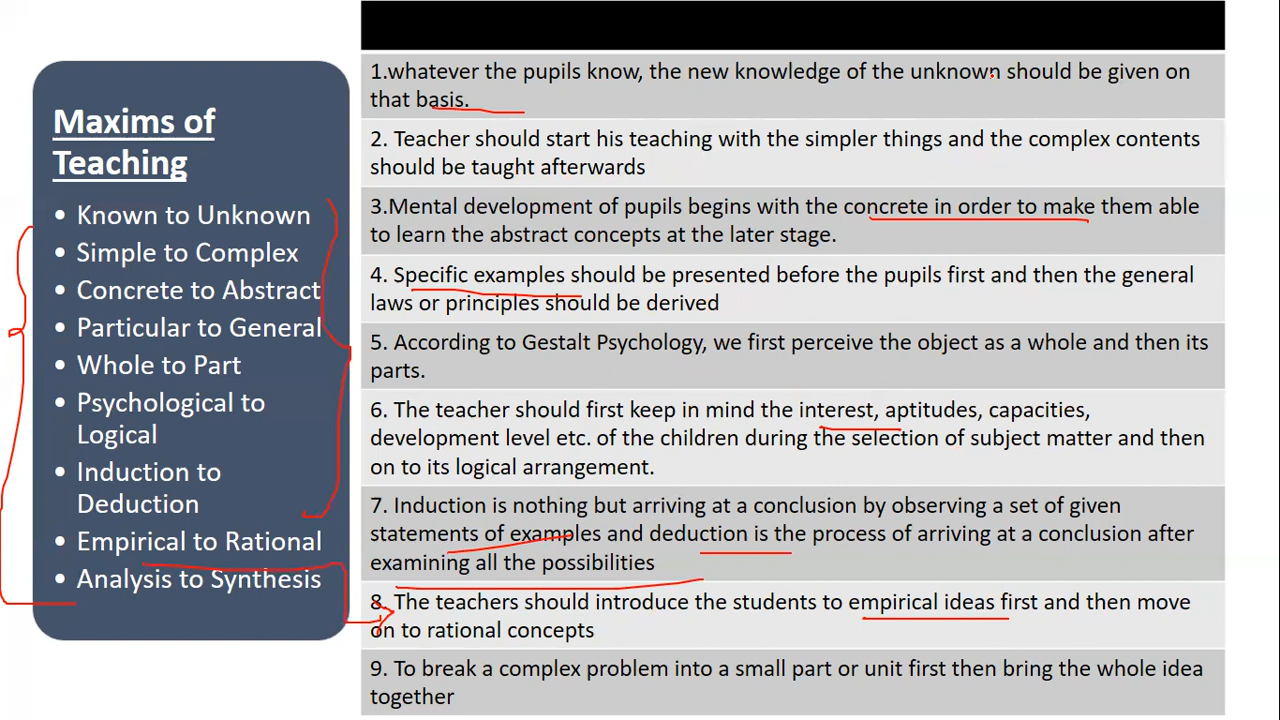 Maxims of
Teaching
• Known to Unknown
• Simple to Complex
• Concrete to Abstract
• Particular to General
• Whole to Part
• Psychological to
Logical
• Induction to
Deduction
• Empirical to Rational
• Analysis to Synthesis
1.whatever the pupils know, the new knowledge of the unknown should be given on
that basis.
2. Teacher should start his teaching with the simpler things and the complex contents
should be taught afterwards
3.Mental development of pupils begins with the concrete in order to make them able
to learn the abstract concepts at the later stage.
4. Specific examples should be presented before the pupils first and then the general
laws or principles should be derived
5. According to Gestalt Psychology, we first perceive the object as a whole and then its
parts.
6. The teacher should first keep in mind the interest, aptitudes, capacities,
development level etc. of the children during the selection of subject matter and then
on to its logical arrangement.
7. Induction is nothing but arriving at a conclusion by observing a set of given
statements of examples and deduction is the process of arriving at a conclusion after
examining all the possibilities
8. The teachers should introduce the students to empirical ideas first and then move
on to rational concepts
9. To break a complex problem into a small part or unit first then bring the whole idea
together